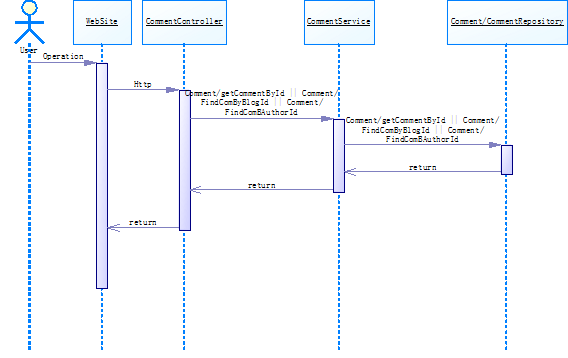 WebSite
CommentController
CommentService
Comment/CommentRepository
User
Operation
Http
Comment/getCommentById || Comment/
FindComByBlogId || Comment/
FindComBAuthorId
Comment/getCommentById || Comment/
FindComByBlogId || Comment/
FindComBAuthorId
return
return
return